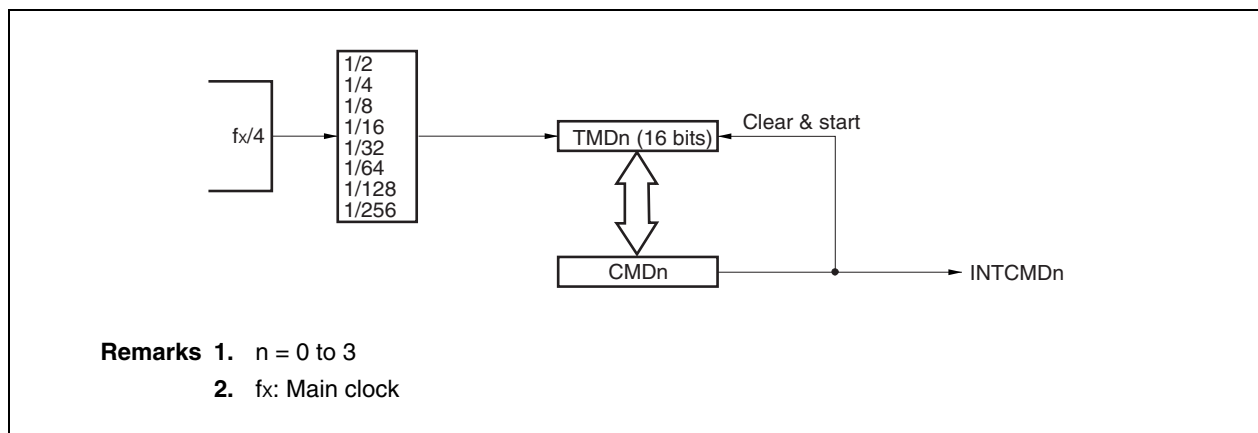 fx/4
1/2
1/4
1/8
1/16
1/32
1/64
1/128
1/256
TMDn (16 bits)
Clear & start
CMDn
INTCMDn
Remarks 1. n = 0 to 3
2. fx: Main clock